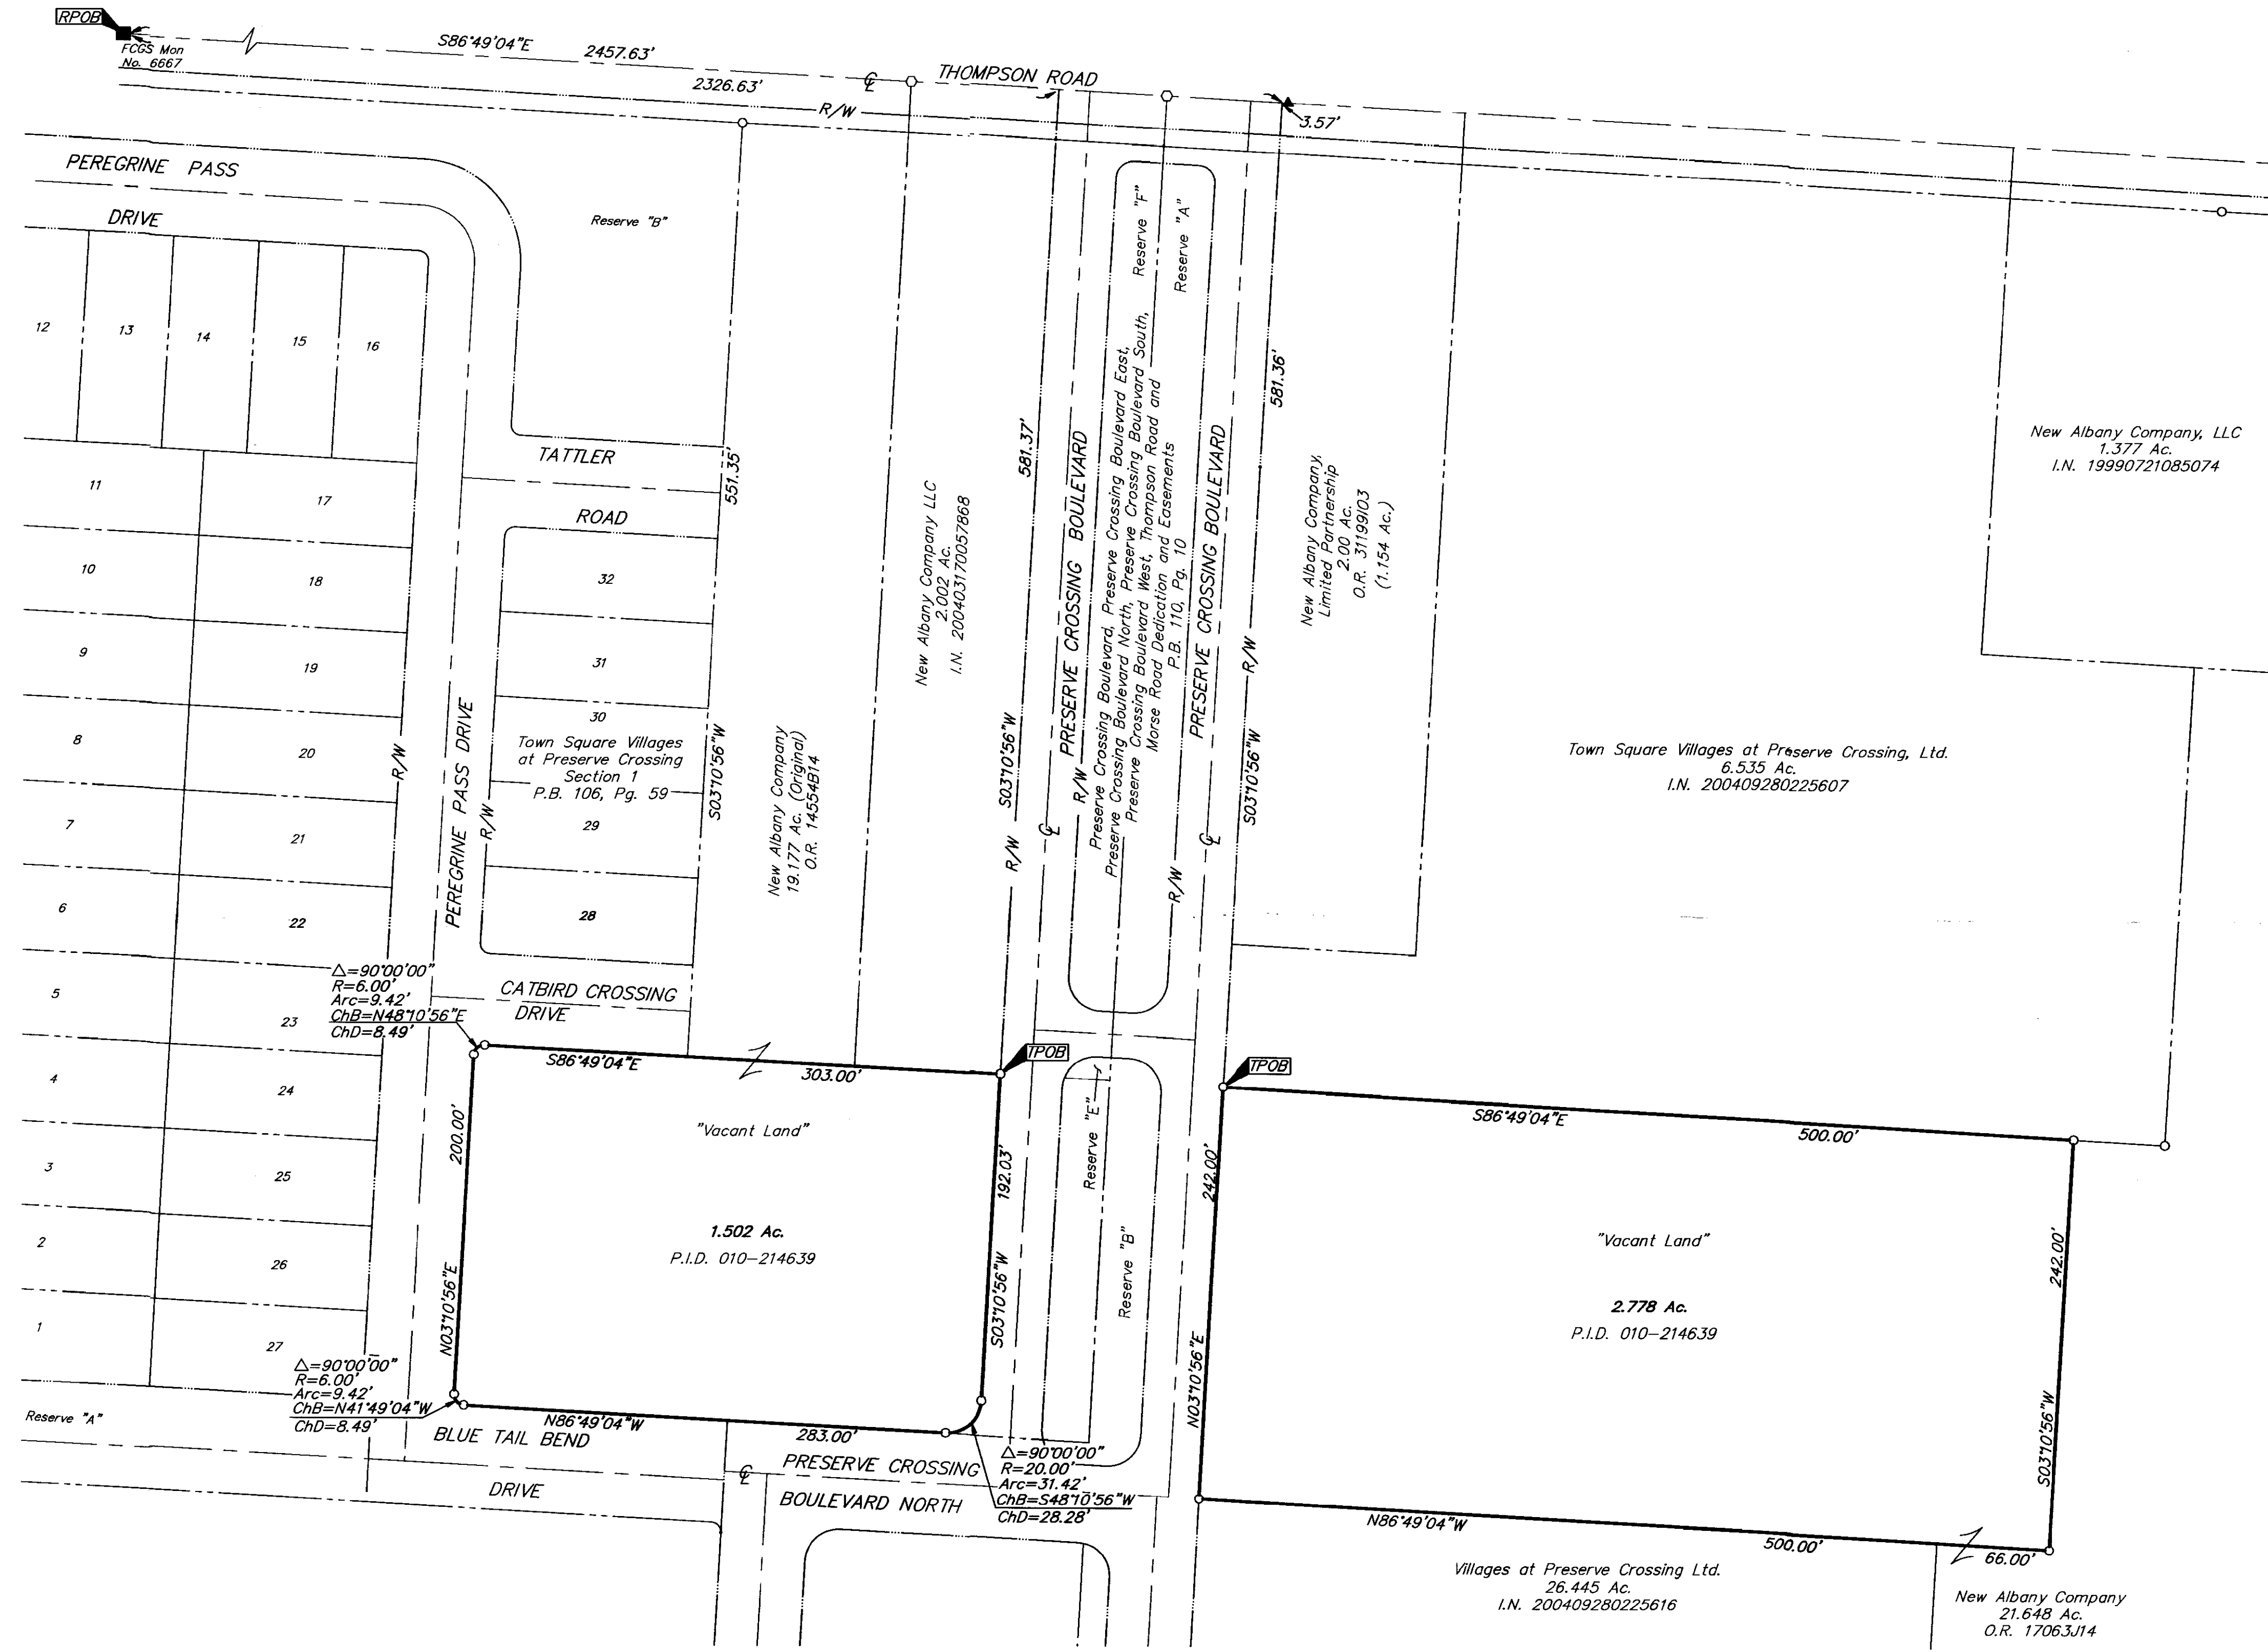 RPOB
FCGS Mon
No. 6667
S86°49'04"E 2457.63'
2326.63'
℄
THOMPSON ROAD
R/W
3.57'
PEREGRINE PASS
DRIVE
Reserve "B"
12
13
14
15
16
11
17
10
18
9
19
8
20
7
21
6
22
5
23
4
24
3
25
2
26
1
27
Reserve "A"
R/W
PEREGRINE PASS DRIVE
R/W
TATTLER
ROAD
32
31
30
Town Square Villages
at Preserve Crossing
Section 1
P.B. 106, Pg. 59
29
28
551.35'
S03°10'56"W
New Albany Company
19.177 Ac. (Original)
O.R. 14554B14
New Albany Company LLC
2.002 Ac.
I.N. 200403170057868
581.37'
S03°10'56"W
R/W
℄
PRESERVE CROSSING BOULEVARD
R/W
Reserve "F"
Reserve "A"
Preserve Crossing Boulevard, Preserve Crossing Boulevard East,
Preserve Crossing Boulevard North, Preserve Crossing Boulevard South,
Preserve Crossing Boulevard West, Thompson Road and
Morse Road Dedication and Easements
P.B. 110, Pg. 10
R/W
PRESERVE CROSSING BOULEVARD
℄
581.36'
R/W
S03°10'56"W
New Albany Company,
Limited Partnership
2.00 Ac.
O.R. 31199I03
(1.154 Ac.)
New Albany Company, LLC
1.377 Ac.
I.N. 19990721085074
Town Square Villages at Preserve Crossing, Ltd.
6.535 Ac.
I.N. 200409280225607
CATBIRD CROSSING
DRIVE
△=90°00'00"
R=6.00'
Arc=9.42'
ChB=N48°10'56"E
ChD=8.49'
S86°49'04"E
303.00'
TPOB
200.00'
N03°10'56"E
"Vacant Land"
1.502 Ac.
P.I.D. 010-214639
192.03'
S03°10'56"W
Reserve "E"
Reserve "B"
△=90°00'00"
R=6.00'
Arc=9.42'
ChB=N41°49'04"W
ChD=8.49'
N86°49'04"W
283.00'
BLUE TAIL BEND
DRIVE
℄
PRESERVE CROSSING
BOULEVARD NORTH
△=90°00'00"
R=20.00'
Arc=31.42'
ChB=S48°10'56"W
ChD=28.28'
TPOB
S86°49'04"E
500.00'
242.00'
N03°10'56"E
"Vacant Land"
2.778 Ac.
P.I.D. 010-214639
242.00'
S03°10'56"W
N86°49'04"W
500.00'
66.00'
Villages at Preserve Crossing Ltd.
26.445 Ac.
I.N. 200409280225616
New Albany Company
21.648 Ac.
O.R. 17063J14